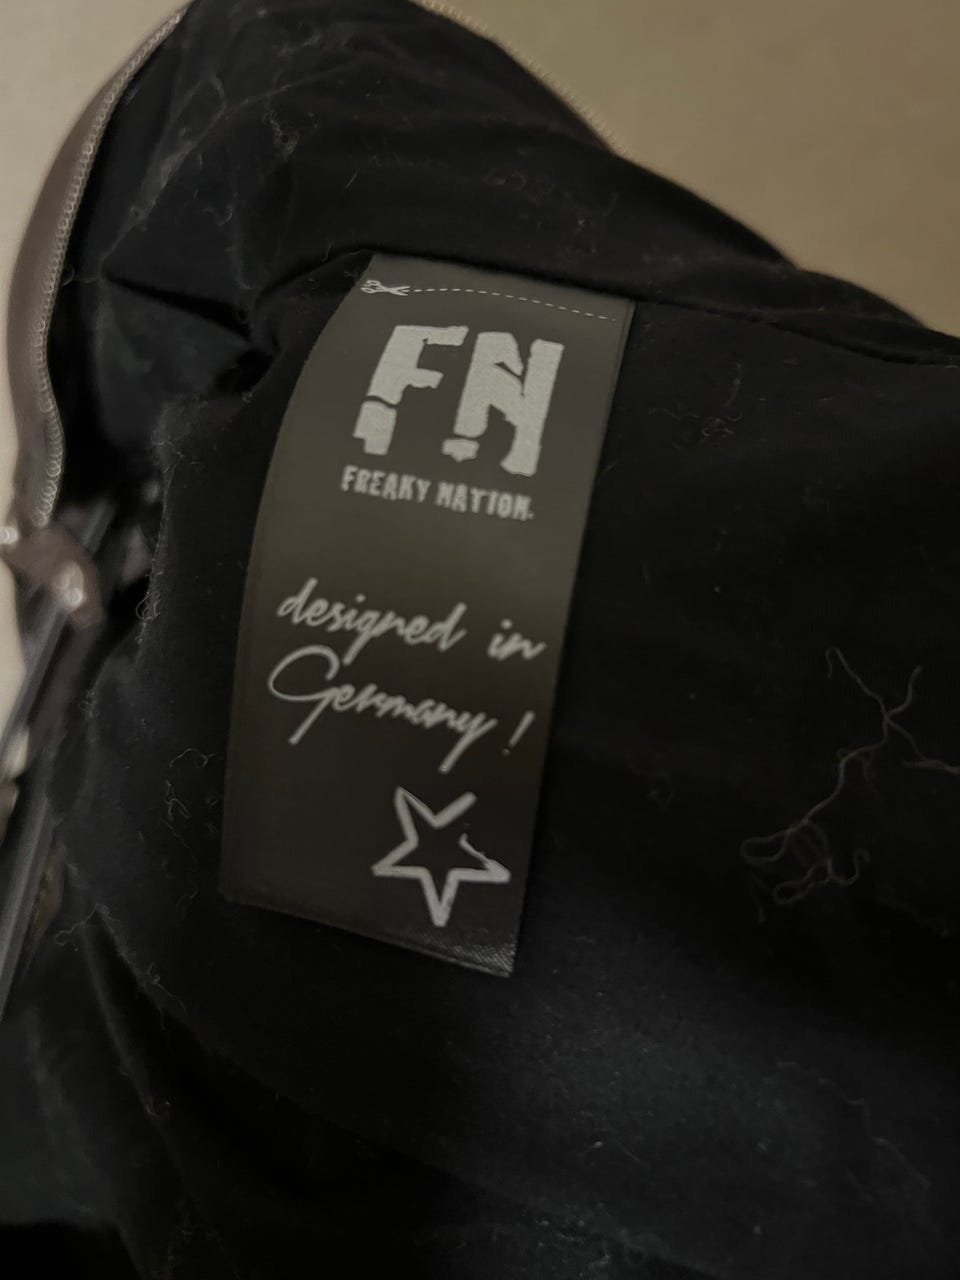 FN
FREAKY NATION.
designed in
Germany!